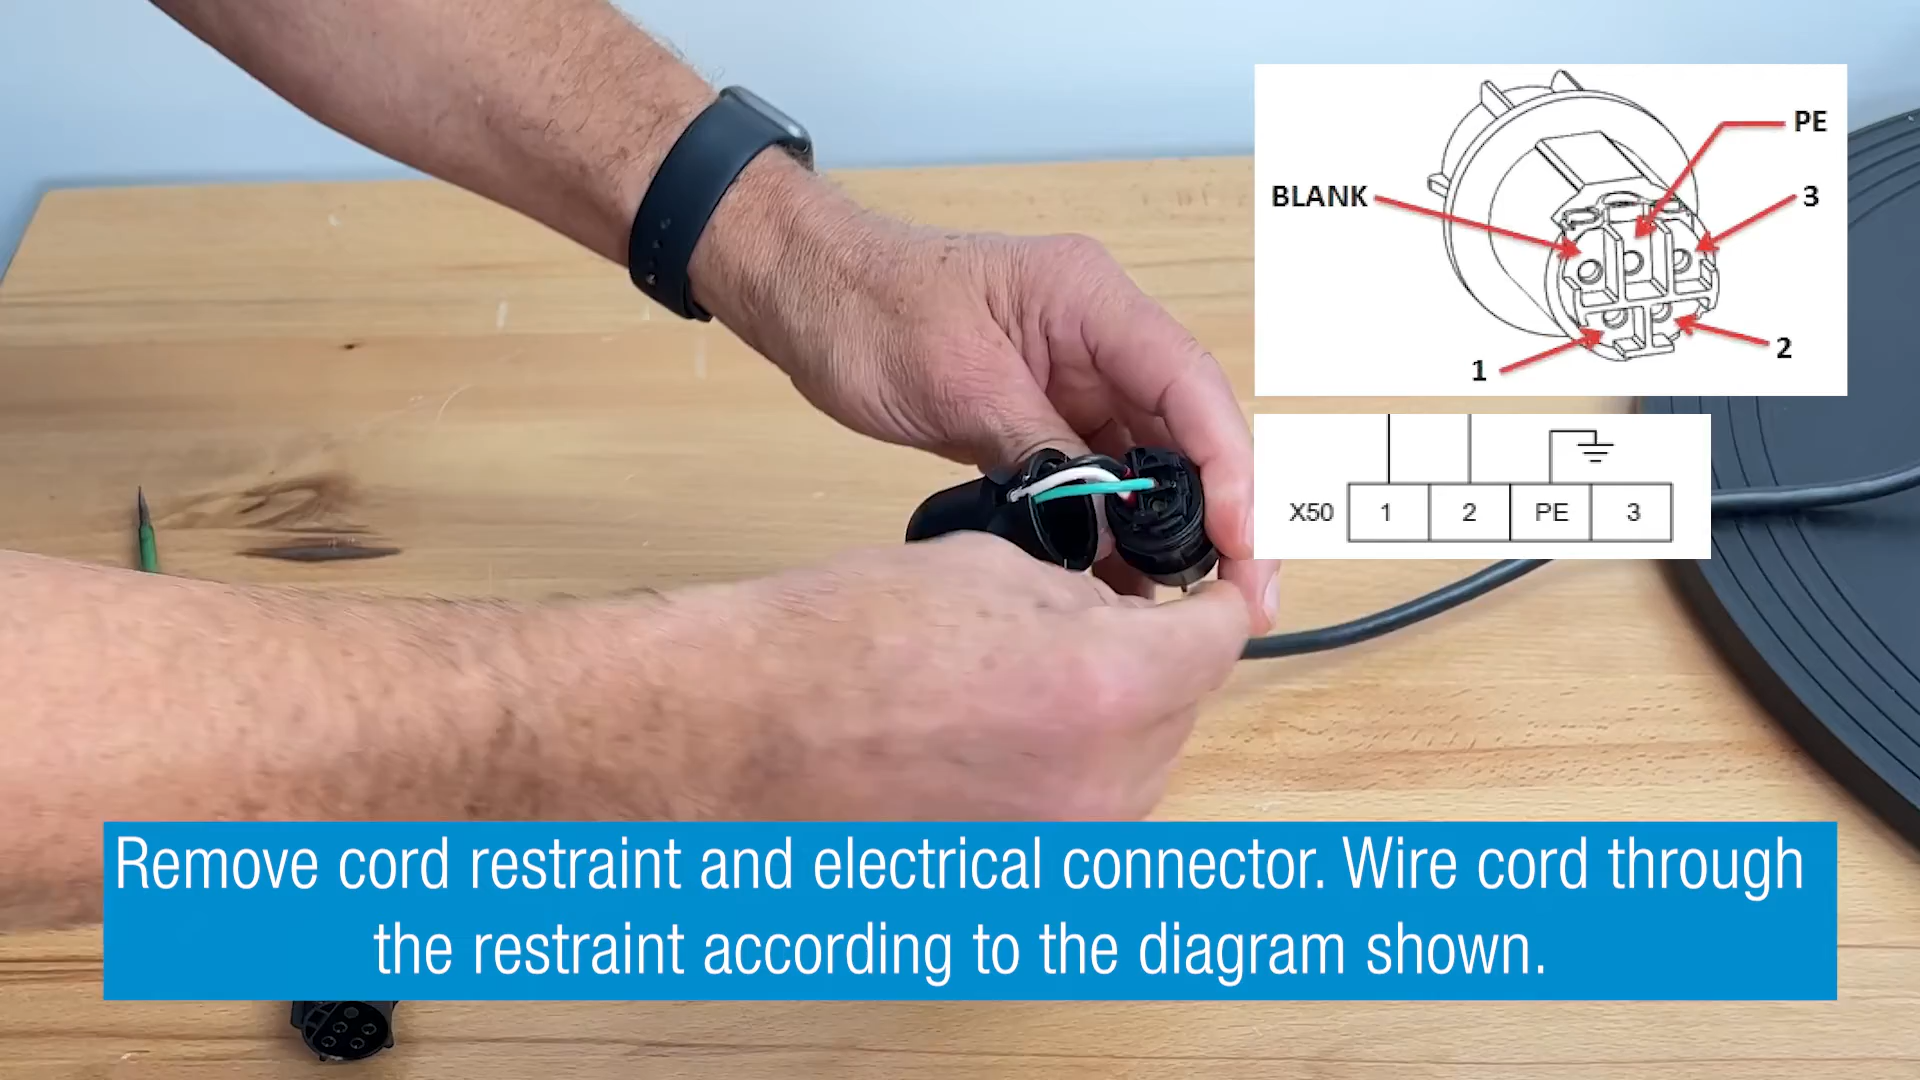 PE
BLANK
3
2
1
X50 1 2 PE 3
Remove cord restraint and electrical connector. Wire cord through
the restraint according to the diagram shown.